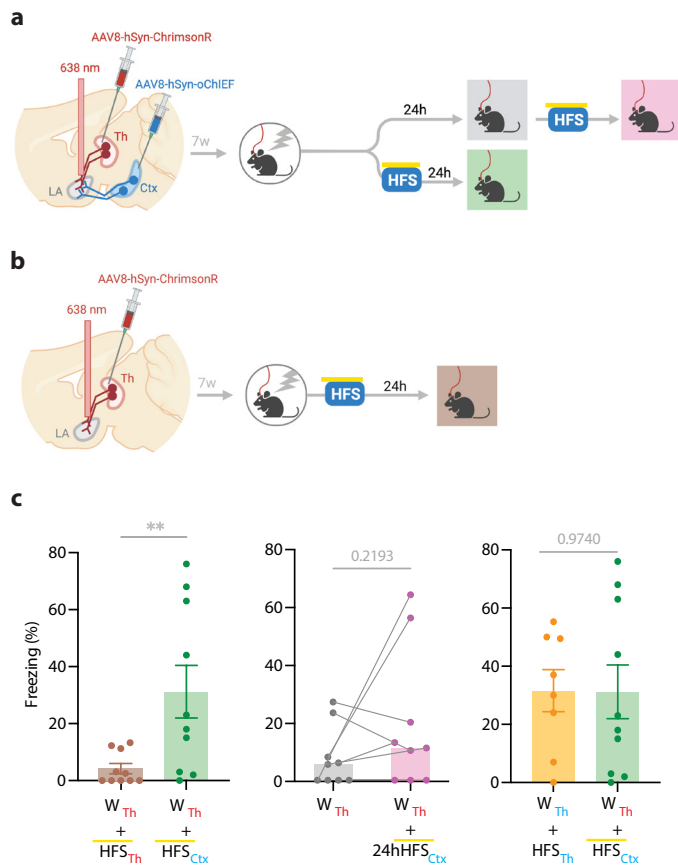 a
AAV8-hSyn-ChrimsonR
638 nm
AAV8-hSyn-oChIEF
Th
LA
Ctx
7w
24h
HFS
HFS
24h
b
AAV8-hSyn-ChrimsonR
638 nm
Th
LA
7w
HFS
24h
c
**
0.2193
0.9740
Freezing (%)
80
60
40
20
0
80
60
40
20
0
80
60
40
20
0
W Th
+
HFS Th
W Th
+
HFS Ctx
W Th
W Th
+
24hHFS Ctx
W Th
+
HFS Th
W Th
+
HFS Ctx